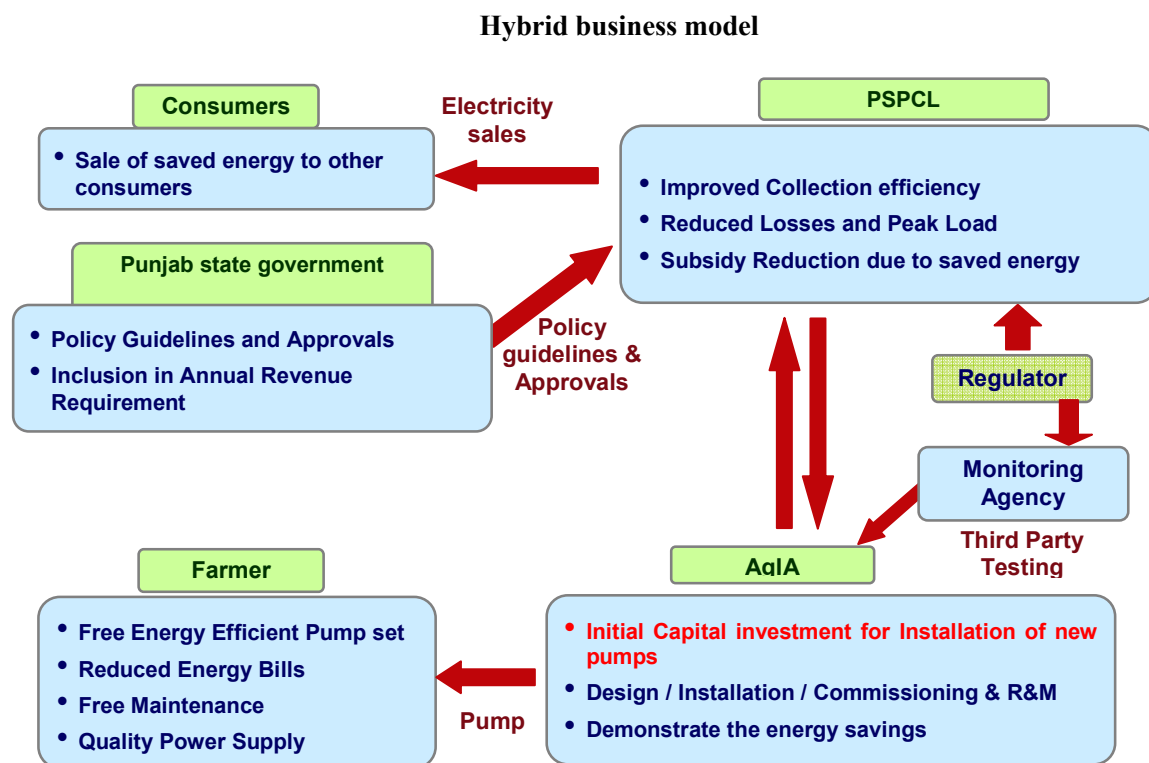 Hybrid business model
Consumers
• Sale of saved energy to other
consumers
Electricity
sales
PSPCL
• Improved Collection efficiency
• Reduced Losses and Peak Load
• Subsidy Reduction due to saved energy
Punjab state government
• Policy Guidelines and Approvals
• Inclusion in Annual Revenue
Requirement
Policy
guidelines &
Approvals
Regulator
Monitoring
Agency
Third Party
Testing
Farmer
• Free Energy Efficient Pump set
• Reduced Energy Bills
• Free Maintenance
• Quality Power Supply
Pump
AgIA
• Initial Capital investment for Installation of new
pumps
• Design / Installation / Commissioning & R&M
• Demonstrate the energy savings